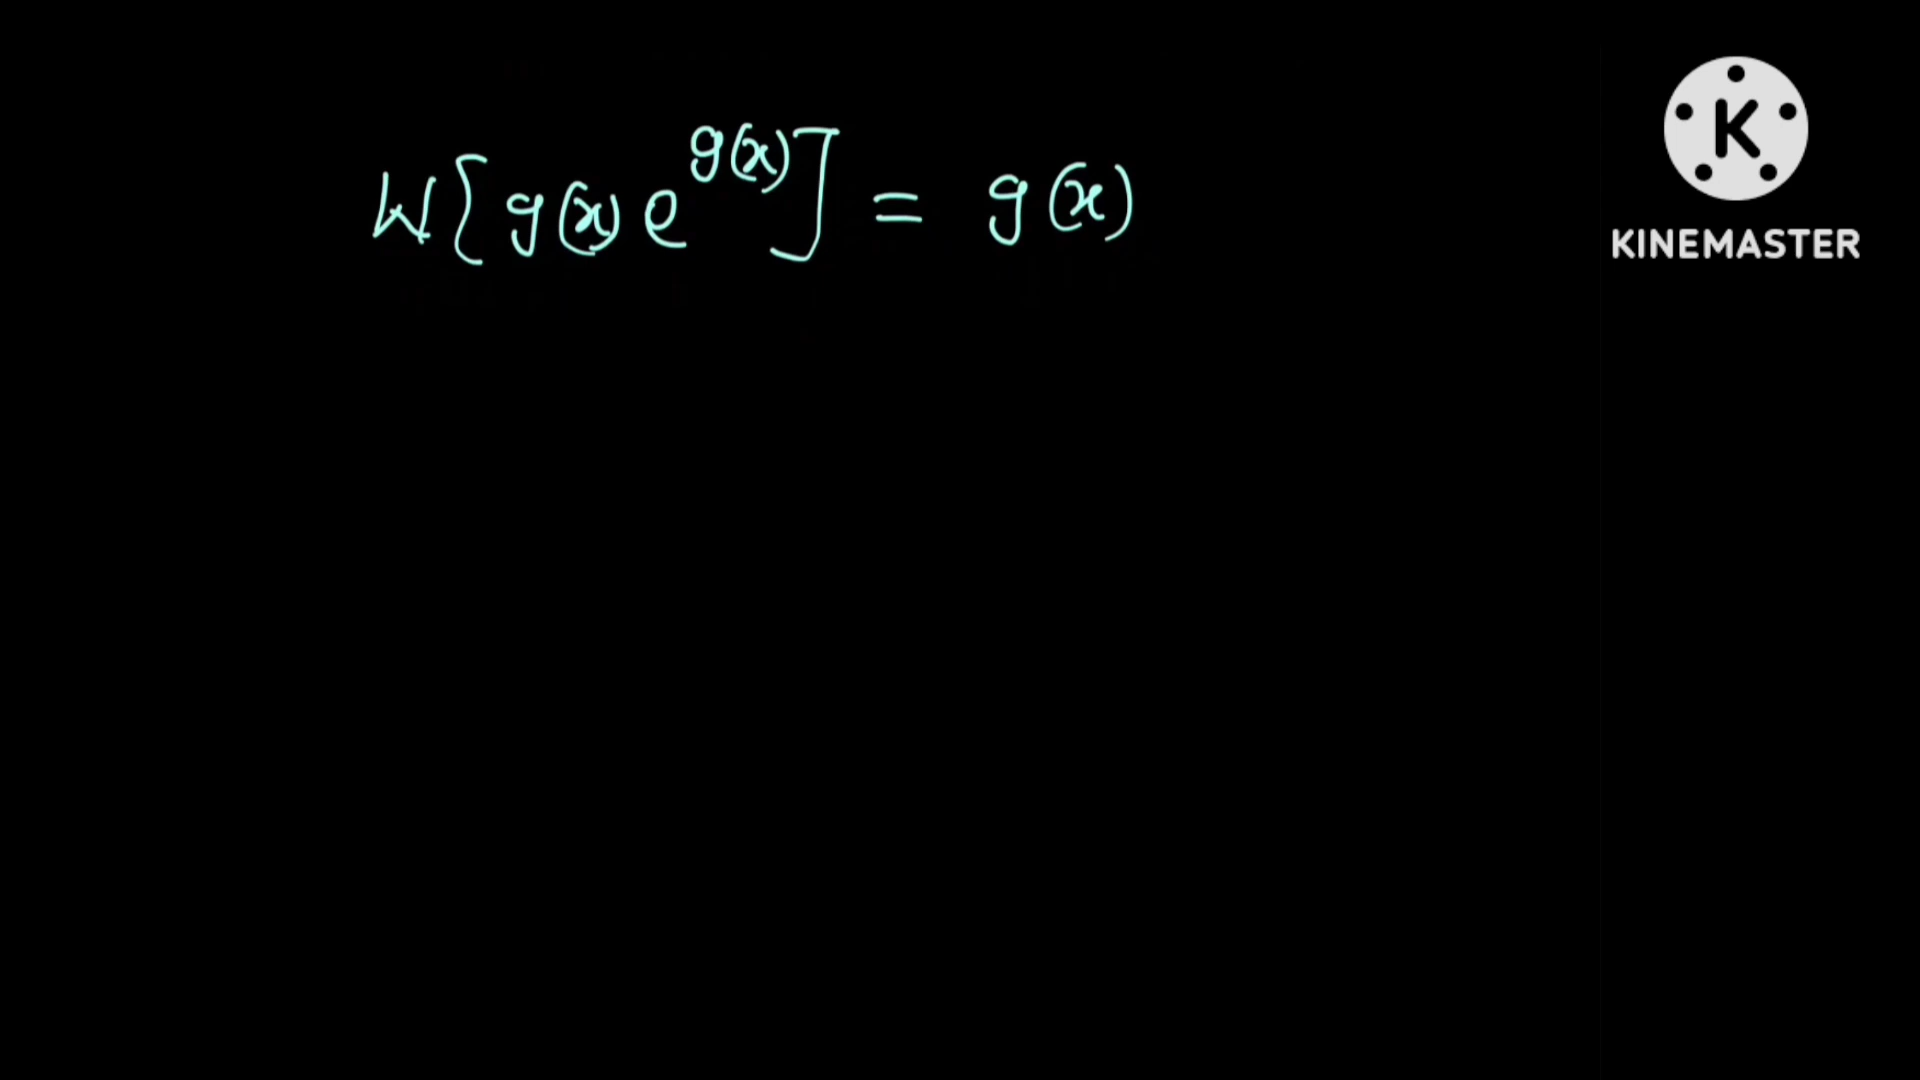 W[g(x)e^g(x)] = g(x)
K
KINEMASTER